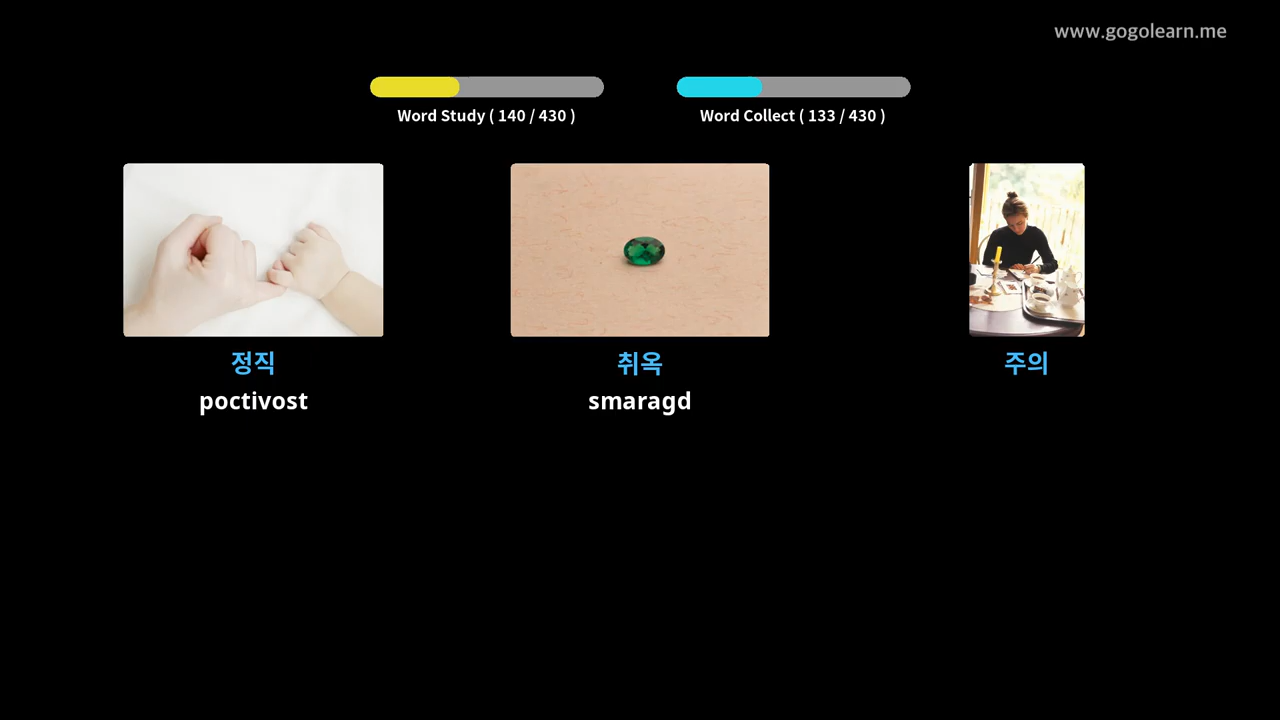 www.gogolearn.me
Word Study ( 140 / 430 )
Word Collect ( 133 / 430 )
정직
poctivost
취옥
smaragd
주의